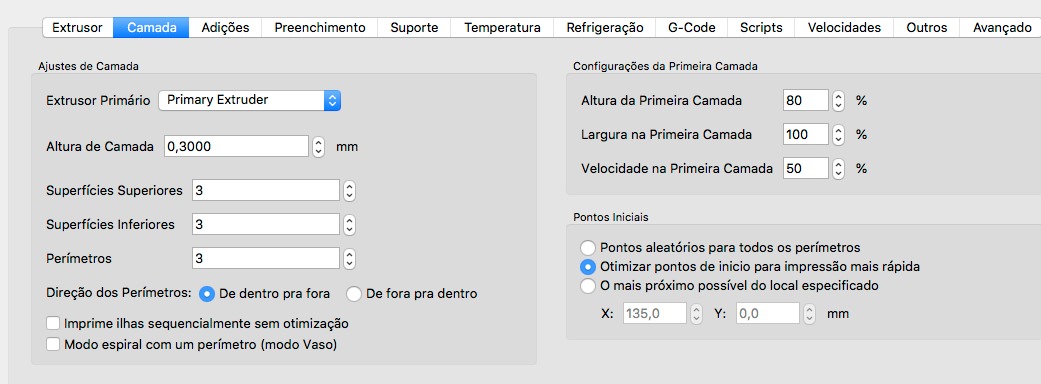 Extrusor Camada Adições Preenchimento Suporte Temperatura Refrigeração G-Code Scripts Velocidades Outros Avançado
Ajustes de Camada
Extrusor Primário Primary Extruder
Altura de Camada 0,3000 mm
Superfícies Superiores 3
Superfícies Inferiores 3
Perímetros 3
Direção dos Perímetros: De dentro pra fora De fora pra dentro
Imprime ilhas sequencialmente sem otimização
Modo espiral com um perímetro (modo Vaso)
Configurações da Primeira Camada
Altura da Primeira Camada 80 %
Largura na Primeira Camada 100 %
Velocidade na Primeira Camada 50 %
Pontos Iniciais
Pontos aleatórios para todos os perímetros
Otimizar pontos de inicio para impressão mais rápida
O mais próximo possível do local especificado
X: 135,0 Y: 0,0 mm